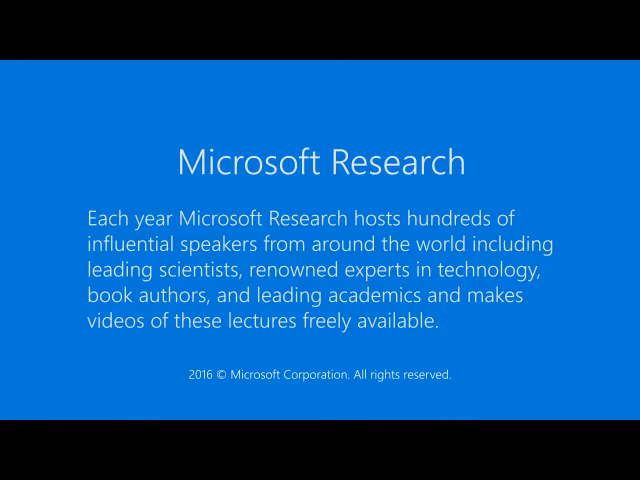 Microsoft Research
Each year Microsoft Research hosts hundreds of
influential speakers from around the world including
leading scientists, renowned experts in technology,
book authors, and leading academics and makes
videos of these lectures freely available.
2016 © Microsoft Corporation. All rights reserved.